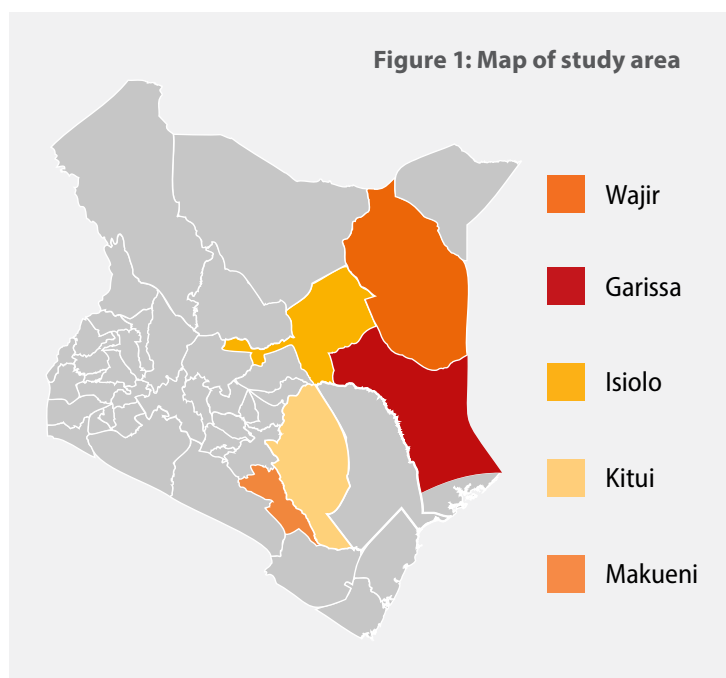 Figure 1: Map of study area
Wajir
Garissa
Isiolo
Kitui
Makueni